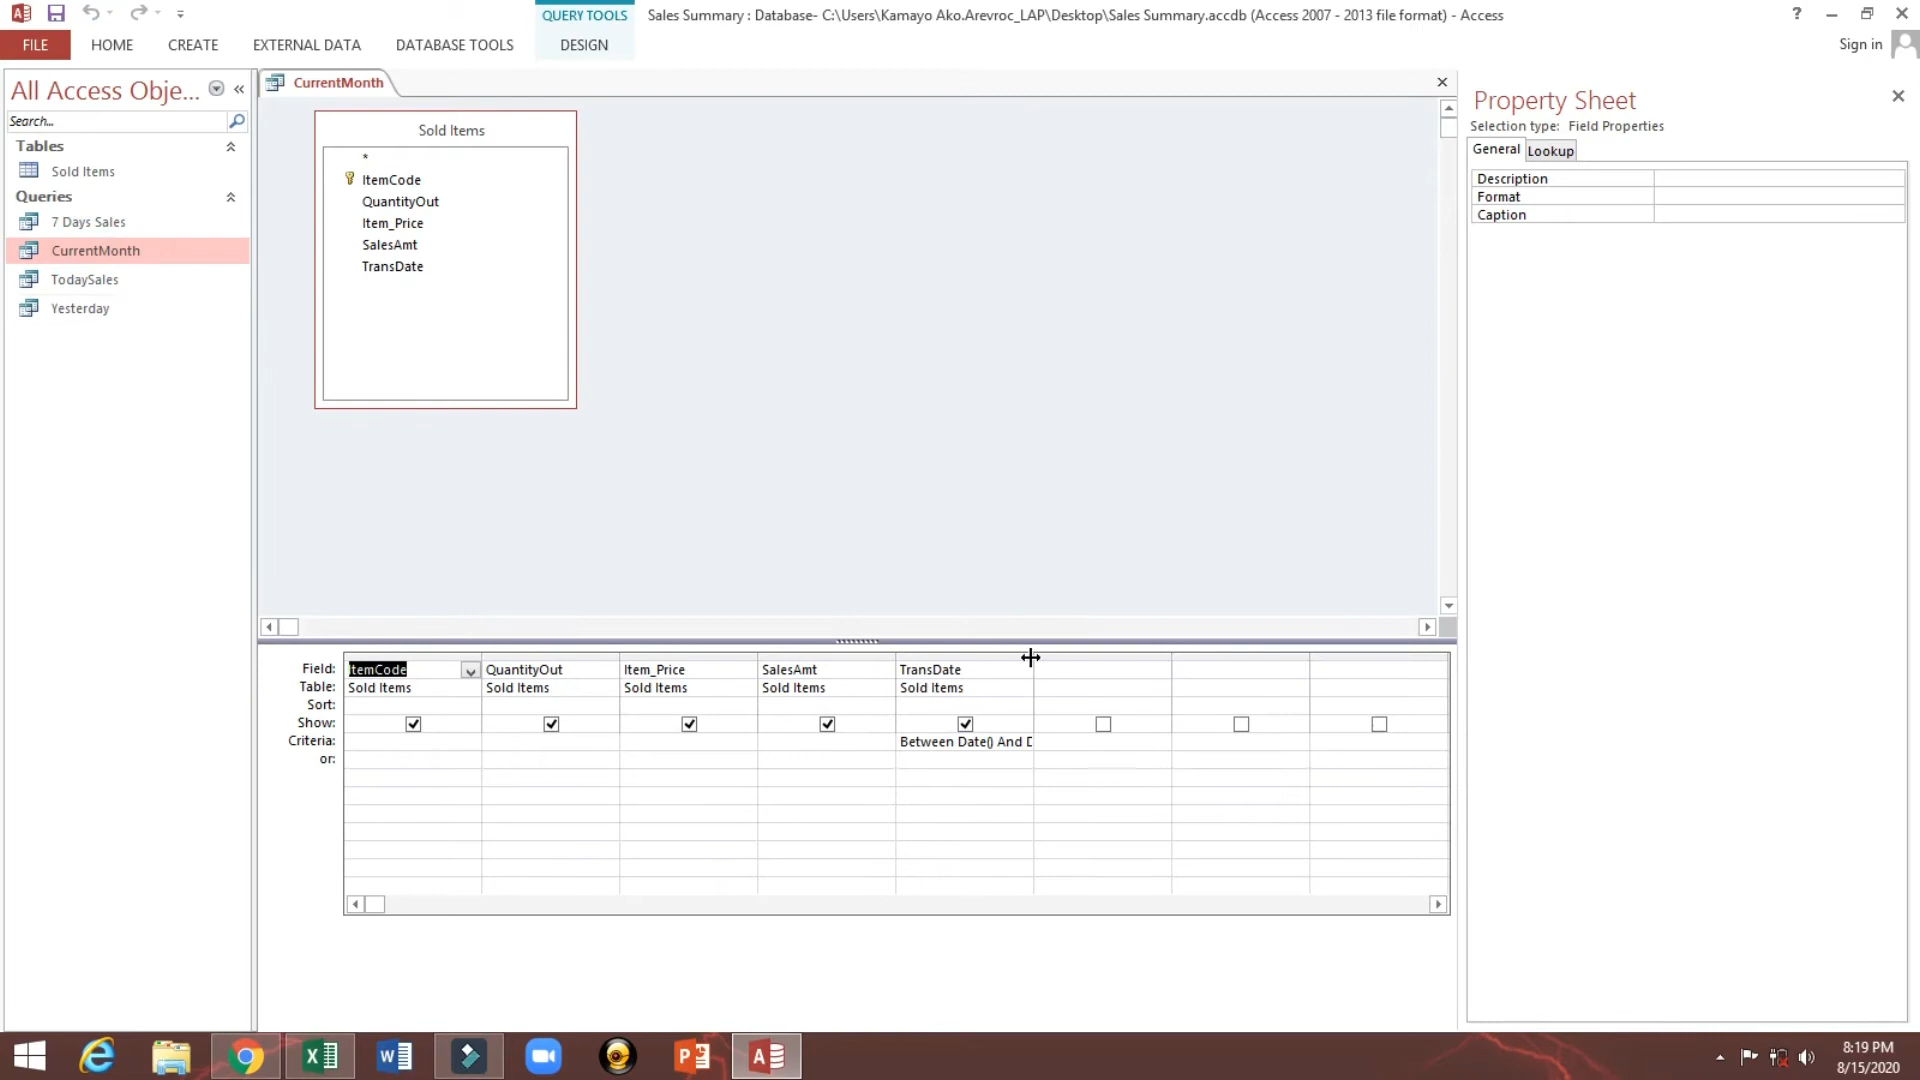 QUERY TOOLS
Sales Summary : Database- C:\Users\Kamayo Ako.Arevroc_LAP\Desktop\Sales Summary.accdb (Access 2007 - 2013 file format) - Access
?
FILE
HOME
CREATE
EXTERNAL DATA
DATABASE TOOLS
DESIGN
Sign in
All Access Obje...
«
Search...
Tables
Sold Items
Queries
7 Days Sales
CurrentMonth
TodaySales
Yesterday
CurrentMonth
Sold Items
*
ItemCode
QuantityOut
Item_Price
SalesAmt
TransDate
Property Sheet
Selection type: Field Properties
General
Lookup
Description
Format
Caption
Field: ItemCode QuantityOut Item_Price SalesAmt TransDate
Table: Sold Items Sold Items Sold Items Sold Items Sold Items
Sort:
Show:
Criteria: Between Date() And D
or:
8:19 PM
8/15/2020